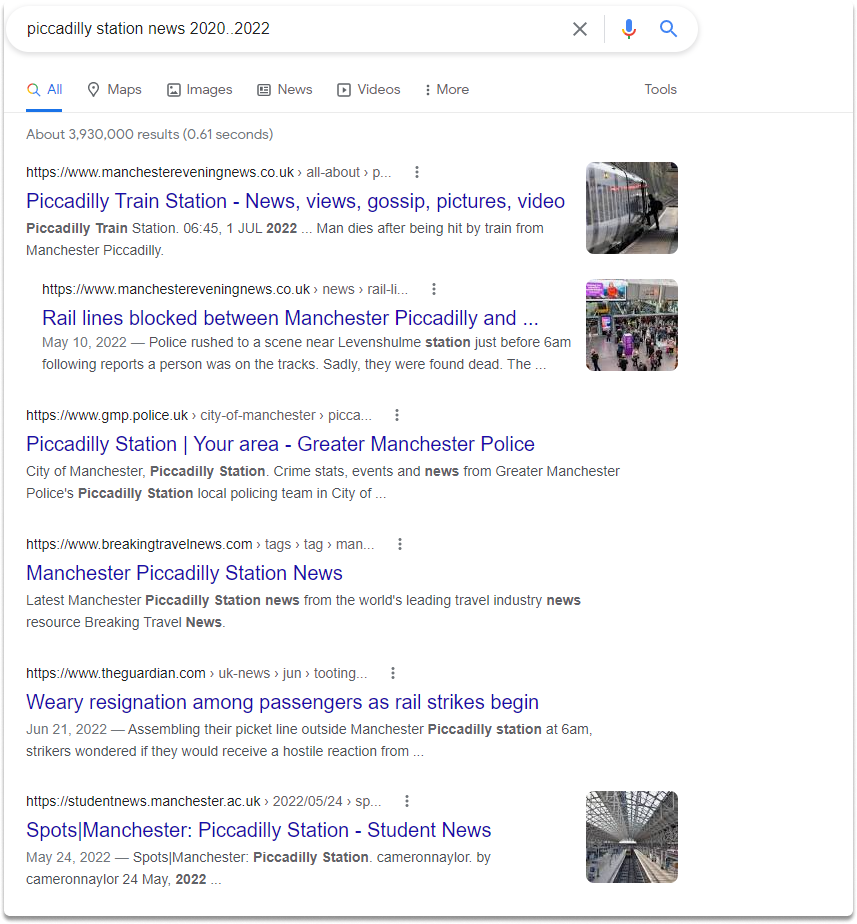 piccadilly station news 2020..2022
All Maps Images News Videos More Tools
About 3,930,000 results (0.61 seconds)
https://www.manchestereveningnews.co.uk › all-about › p...
Piccadilly Train Station - News, views, gossip, pictures, video
Piccadilly Train Station. 06:45, 1 JUL 2022 ... Man dies after being hit by train from
Manchester Piccadilly.
https://www.manchestereveningnews.co.uk › news › rail-li...
Rail lines blocked between Manchester Piccadilly and ...
May 10, 2022 — Police rushed to a scene near Levenshulme station just before 6am
following reports a person was on the tracks. Sadly, they were found dead. The ...
https://www.gmp.police.uk › city-of-manchester › picca...
Piccadilly Station | Your area - Greater Manchester Police
City of Manchester, Piccadilly Station. Crime stats, events and news from Greater Manchester
Police's Piccadilly Station local policing team in City of ...
https://www.breakingtravelnews.com › tags › tag › man...
Manchester Piccadilly Station News
Latest Manchester Piccadilly Station news from the world's leading travel industry news
resource Breaking Travel News.
https://www.theguardian.com › uk-news › jun › tooting...
Weary resignation among passengers as rail strikes begin
Jun 21, 2022 — Assembling their picket line outside Manchester Piccadilly station at 6am,
strikers wondered if they would receive a hostile reaction from ...
https://studentnews.manchester.ac.uk › 2022/05/24 › sp...
Spots|Manchester: Piccadilly Station - Student News
May 24, 2022 — Spots|Manchester: Piccadilly Station. cameronnaylor. by
cameronnaylor 24 May, 2022 ...